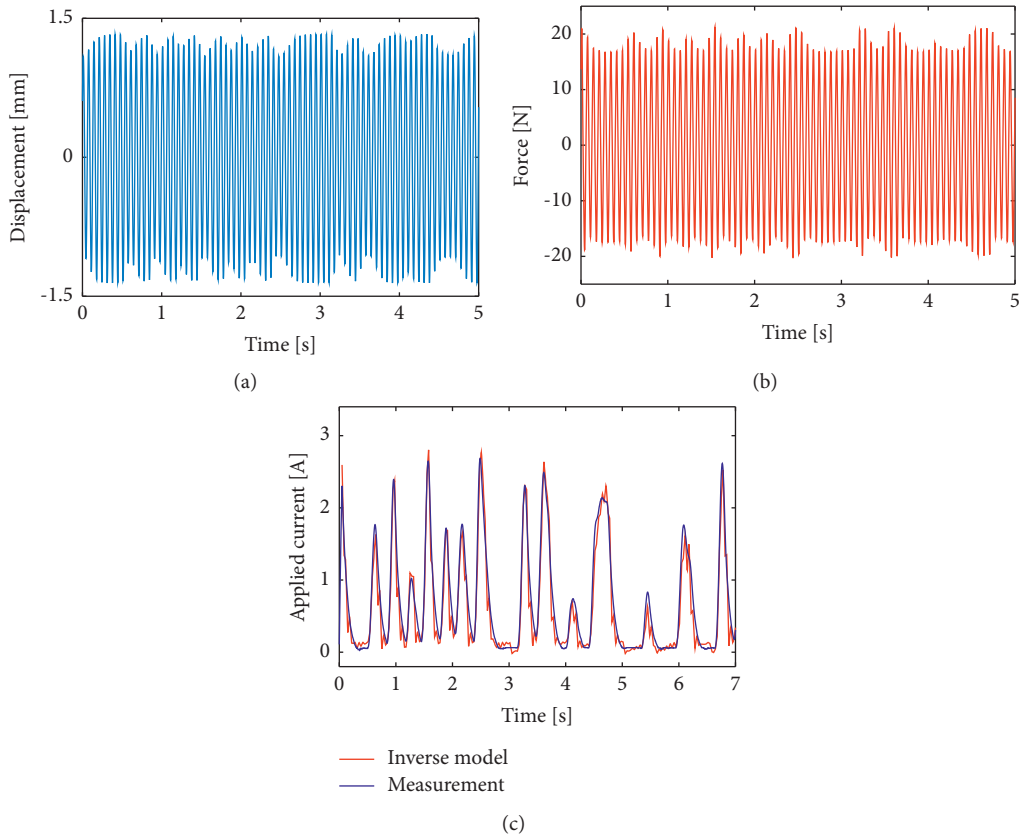 1.5
0
-1.5
Displacement [mm]
0 1 2 3 4 5
Time [s]
(a)
20
10
0
-10
-20
Force [N]
0 1 2 3 4 5
Time [s]
(b)
3
2
1
0
Applied current [A]
0 1 2 3 4 5 6 7
Time [s]
Inverse model
Measurement
(c)